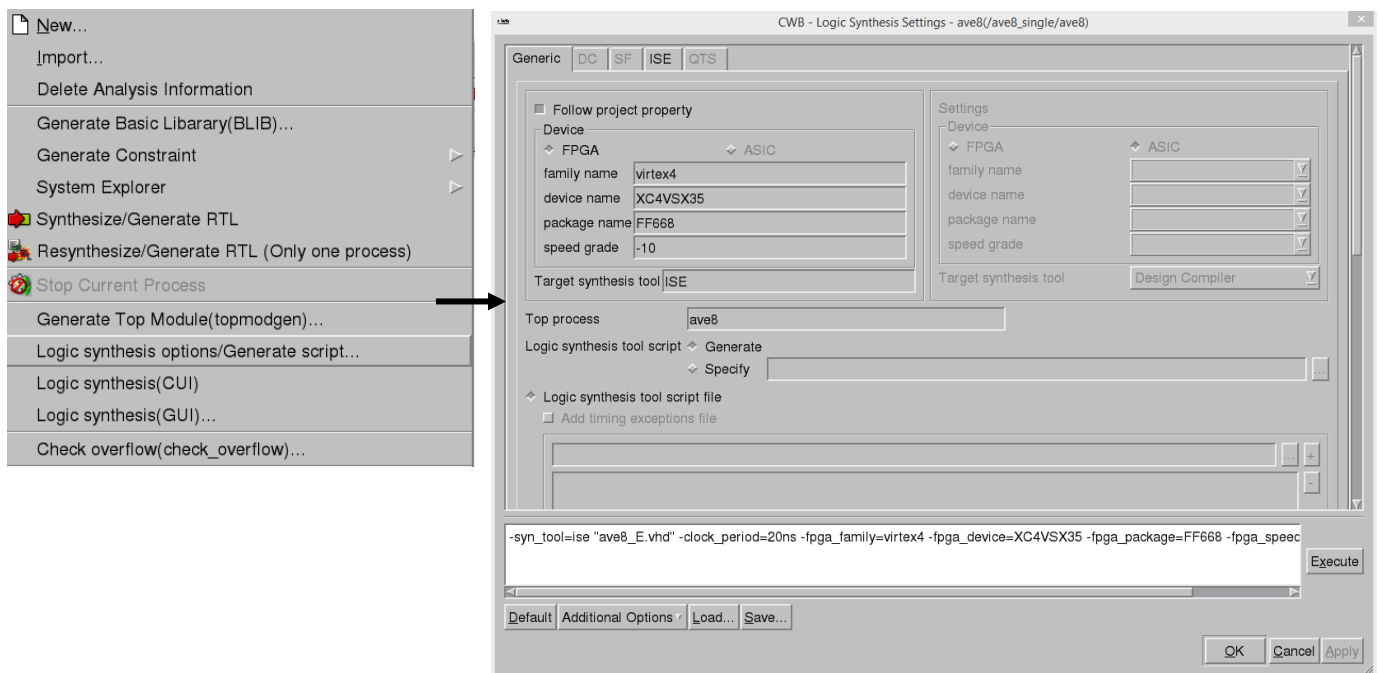 New...
Import...
Delete Analysis Information
Generate Basic Libarary(BLIB)...
Generate Constraint
System Explorer
Synthesize/Generate RTL
Resynthesize/Generate RTL (Only one process)
Stop Current Process
Generate Top Module(topmodgen)...
Logic synthesis options/Generate script...
Logic synthesis(CUI)
Logic synthesis(GUI)...
Check overflow(check_overflow)...
CWB - Logic Synthesis Settings - ave8(/ave8_single/ave8)
Generic DC SF ISE QTS
Follow project property
Device
FPGA ASIC
family name virtex4
device name XC4VSX35
package name FF668
speed grade -10
Target synthesis tool ISE
Settings
Device
FPGA ASIC
family name
device name
package name
speed grade
Target synthesis tool Design Compiler
Top process ave8
Logic synthesis tool script Generate
Specify ...
Logic synthesis tool script file
Add timing exceptions file
... +
-
-syn_tool=ise "ave8_E.vhd" -clock_period=20ns -fpga_family=virtex4 -fpga_device=XC4VSX35 -fpga_package=FF668 -fpga_speec
Execute
Default Additional Options Load... Save...
OK Cancel Apply